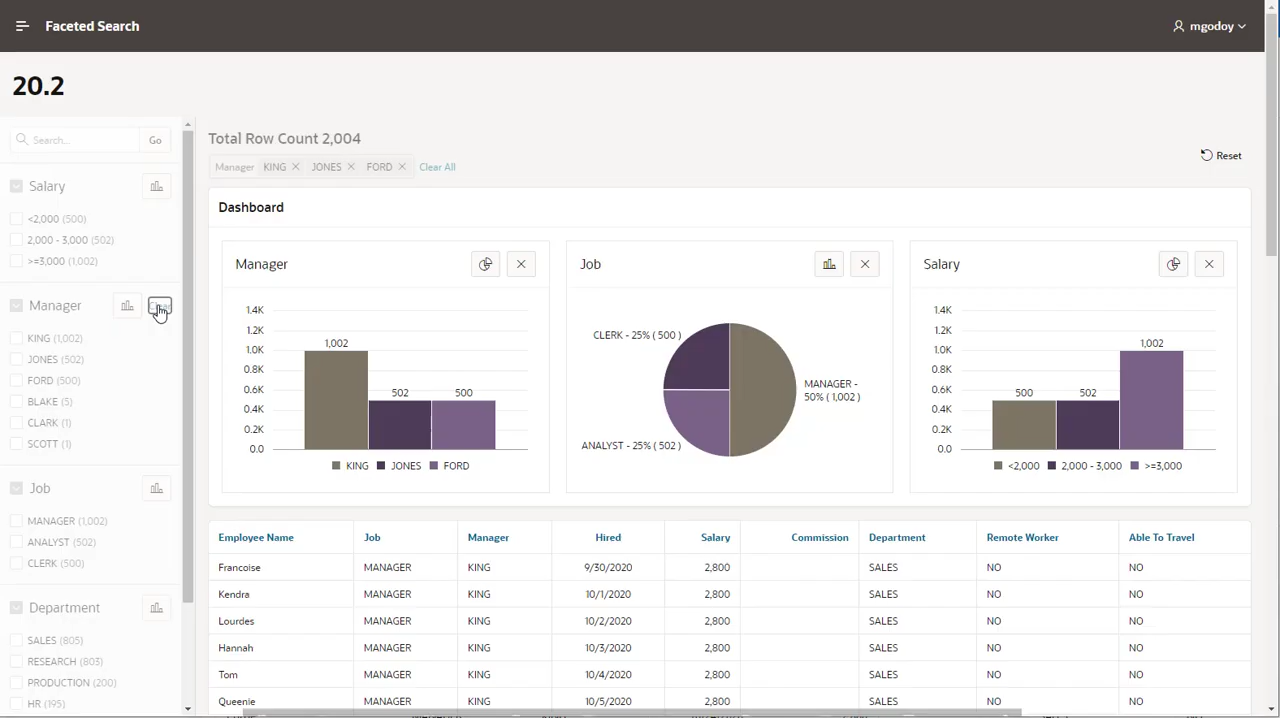 Faceted Search
mgodoy
20.2
Search...
Go
Salary
<2,000 (500)
2,000 - 3,000 (502)
>=3,000 (1,002)
Manager
KING (1,002)
JONES (502)
FORD (500)
BLAKE (5)
CLARK (1)
SCOTT (1)
Job
MANAGER (1,002)
ANALYST (502)
CLERK (500)
Department
SALES (805)
RESEARCH (803)
PRODUCTION (200)
HR (195)
Total Row Count 2,004
Manager KING JONES FORD Clear All
Reset
Dashboard
Manager
1.4K
1.2K
1.0K
0.8K
0.6K
0.4K
0.2K
0.0
1,002
502
500
KING JONES FORD
Job
CLERK - 25% ( 500 )
MANAGER -
50% ( 1,002 )
ANALYST - 25% ( 502 )
Salary
1.4K
1.2K
1.0K
0.8K
0.6K
0.4K
0.2K
0.0
500
502
1,002
<2,000 2,000 - 3,000 >=3,000
Employee Name Job Manager Hired Salary Commission Department Remote Worker Able To Travel
Francoise MANAGER KING 9/30/2020 2,800 SALES NO NO
Kendra MANAGER KING 10/1/2020 2,800 SALES NO NO
Lourdes MANAGER KING 10/2/2020 2,800 SALES NO NO
Hannah MANAGER KING 10/3/2020 2,800 SALES NO NO
Tom MANAGER KING 10/4/2020 2,800 SALES NO NO
Queenie MANAGER KING 10/5/2020 2,800 SALES NO NO